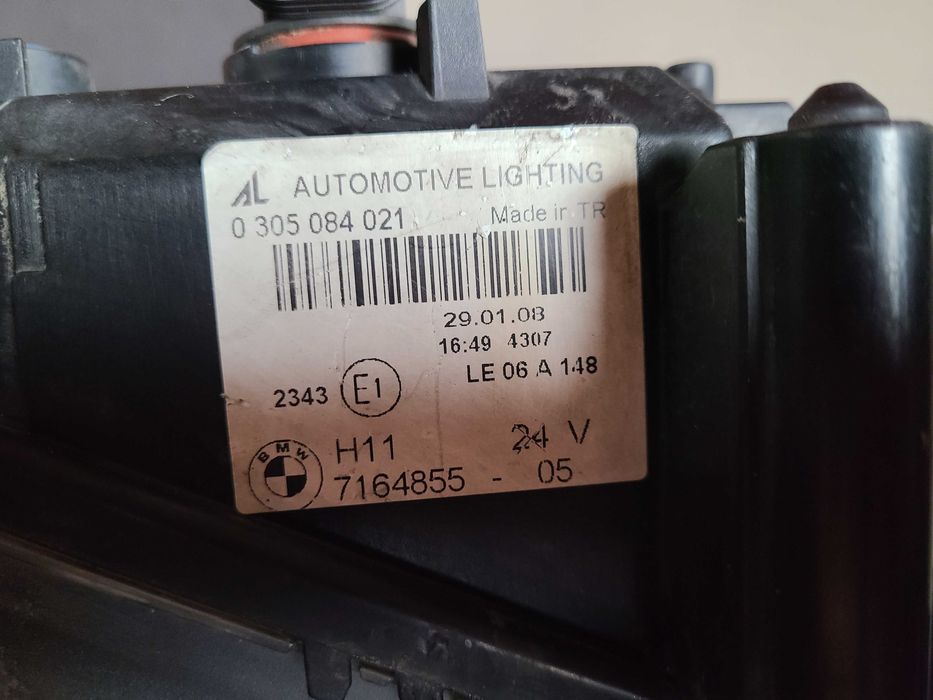 AL AUTOMOTIVE LIGHTING
0 305 084 021 Made in TR
29.01.08
16:49 4307
LE 06 A 148
2343 E1
BMW H11 24 V
7164855 - 05